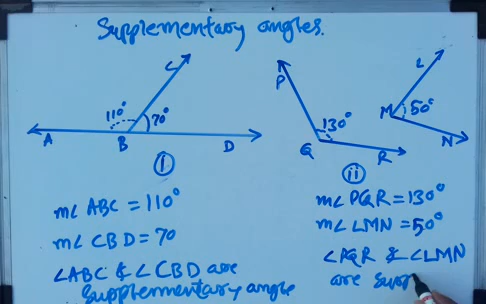 Supplementary angles.
C
110° 70°
A B D
i
P
130°
Q R
L
M 50°
N
ii
m∠ABC = 110°
m∠CBD = 70
∠ABC & ∠CBD are
Supplementary angle
m∠PQR = 130°
m∠LMN = 50°
∠PQR & ∠LMN
are supp